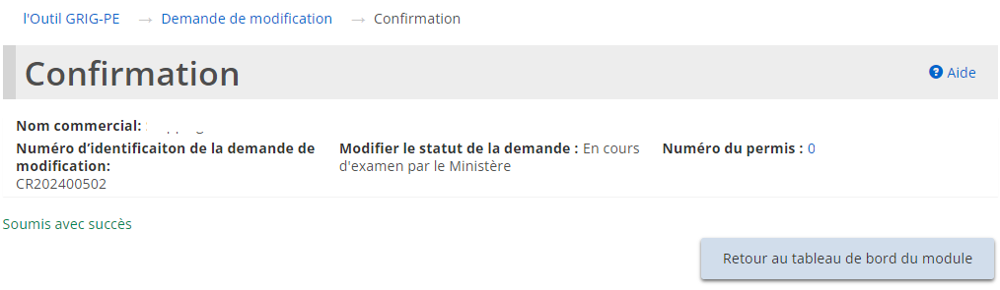 l'Outil GRIG-PE → Demande de modification → Confirmation
Confirmation
Aide
Nom commercial:
Numéro d’identificaiton de la demande de
modification:
CR202400502
Modifier le statut de la demande : En cours
d'examen par le Ministère
Numéro du permis : 0
Soumis avec succès
Retour au tableau de bord du module